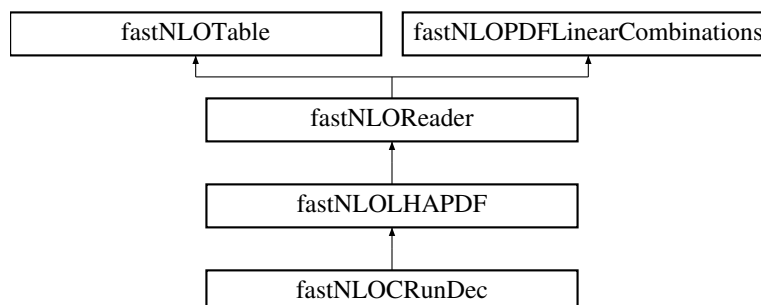 fastNLOTable
fastNLOPDFLinearCombinations
fastNLOReader
fastNLOLHAPDF
fastNLOCRunDec